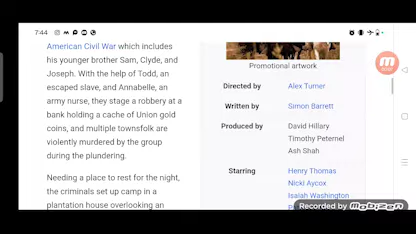 7:44
American Civil War which includes
his younger brother Sam, Clyde, and
Joseph. With the help of Todd, an
escaped slave, and Annabelle, an
army nurse, they stage a robbery at a
bank holding a cache of Union gold
coins, and multiple townsfolk are
violently murdered by the group
during the plundering.
Needing a place to rest for the night,
the criminals set up camp in a
plantation house overlooking an
Promotional artwork
Directed by Alex Turner
Written by Simon Barrett
Produced by David Hillary
Timothy Peternel
Ash Shah
Starring Henry Thomas
Nicki Aycox
Isaiah Washington
Recorded by Mobizen